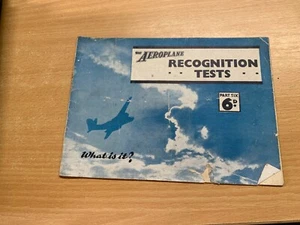 THE AEROPLANE
RECOGNITION
TESTS
PART SIX
6D.
What is it?